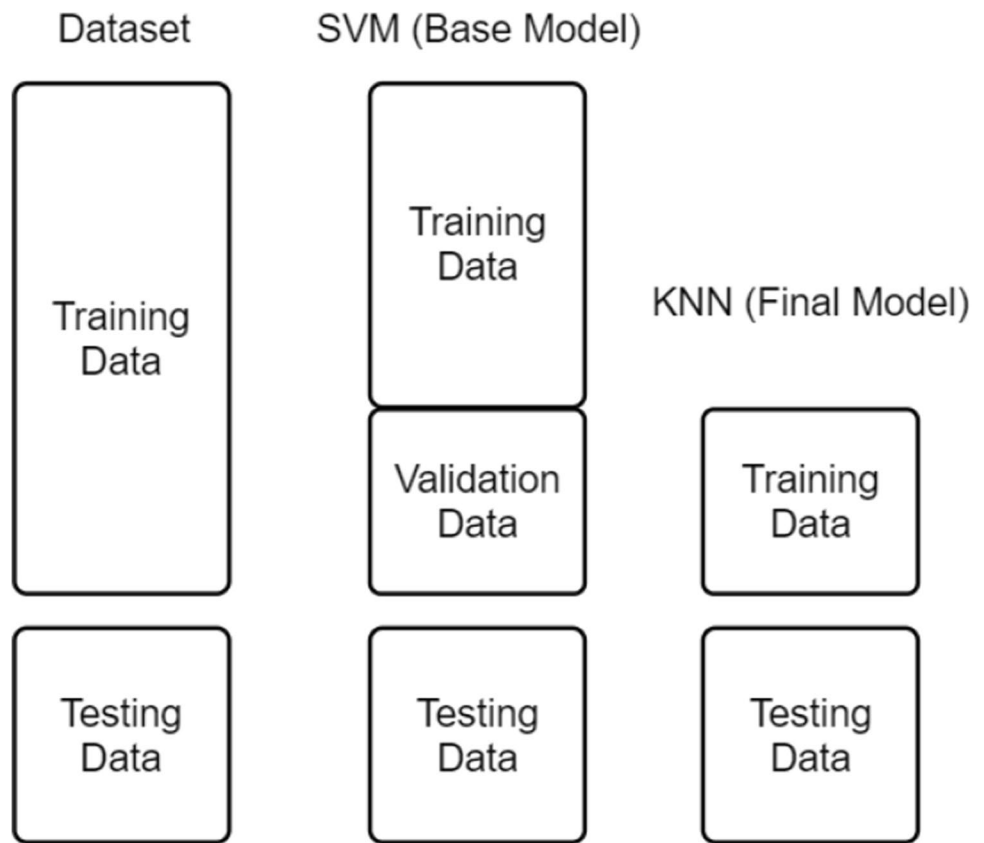 Dataset
SVM (Base Model)
Training
Data
Training
Data
KNN (Final Model)
Validation
Data
Training
Data
Testing
Data
Testing
Data
Testing
Data